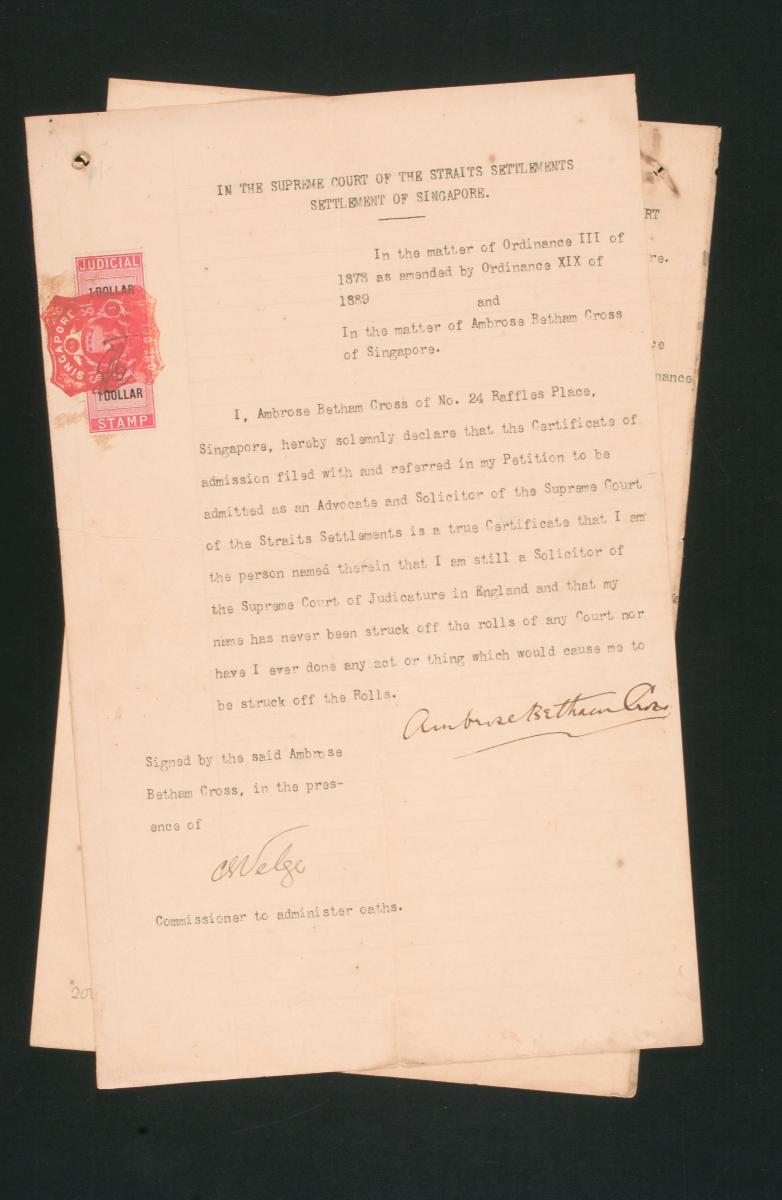 IN THE SUPREME COURT OF THE STRAITS SETTLEMENTS
SETTLEMENT OF SINGAPORE.
In the matter of Ordinance III of
1878 as amended by Ordinance XIX of
1889 and
In the matter of Ambrose Betham Cross
of Singapore.
JUDICIAL
1 DOLLAR
SINGAPORE
1 DOLLAR
STAMP
I, Ambrose Betham Cross of No. 24 Raffles Place,
Singapore, hereby solemnly declare that the Certificate of
admission filed with and referred in my Petition to be
admitted as an Advocate and Solicitor of the Supreme Court
of the Straits Settlements is a true Certificate that I am
the person named therein that I am still a Solicitor of
the Supreme Court of Judicature in England and that my
name has never been struck off the rolls of any Court nor
have I ever done any act or thing which would cause me to
be struck off the Rolls.
Ambrose Betham Cross
Signed by the said Ambrose
Betham Cross, in the pres-
ence of
Commissioner to administer oaths.
RT
re.
nance